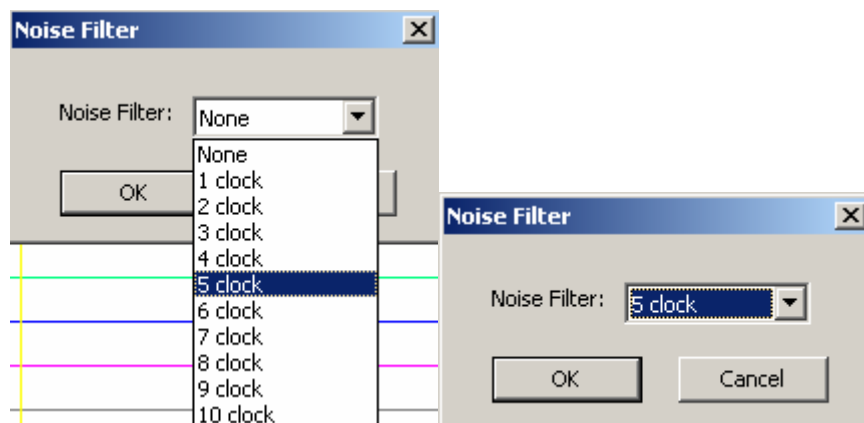 Noise Filter
Noise Filter: None
None
1 clock
2 clock
3 clock
4 clock
5 clock
6 clock
7 clock
8 clock
9 clock
10 clock
OK
Noise Filter
Noise Filter: 5 clock
OK Cancel